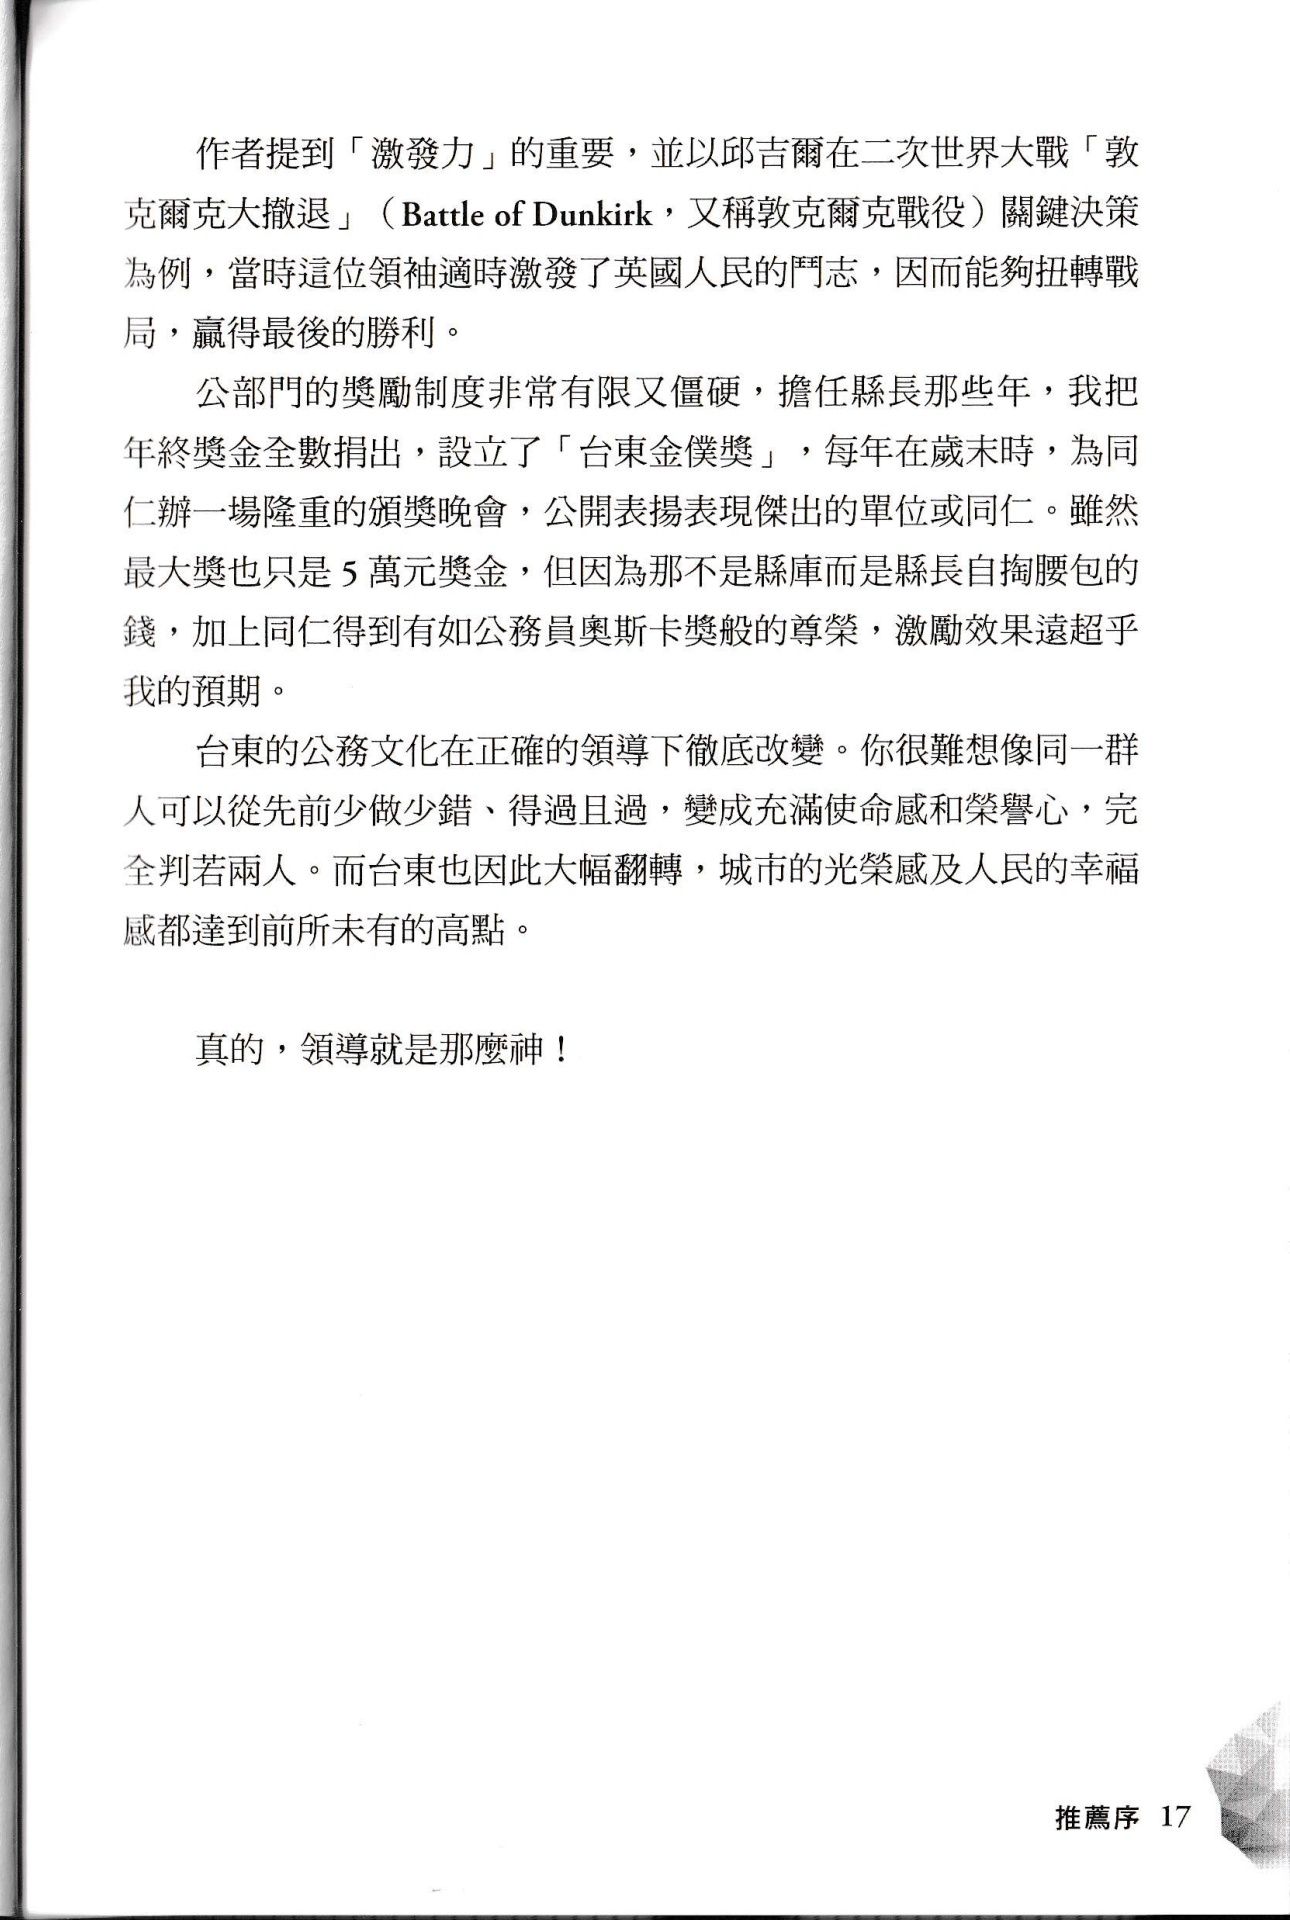 作者提到「激發力」的重要，並以邱吉爾在二次世界大戰「敦
克爾克大撤退」（Battle of Dunkirk，又稱敦克爾克戰役）關鍵決策
為例，當時這位領袖適時激發了英國人民的鬥志，因而能夠扭轉戰
局，贏得最後的勝利。
公部門的獎勵制度非常有限又僵硬，擔任縣長那些年，我把
年終獎金全數捐出，設立了「台東金僕獎」，每年在歲末時，為同
仁辦一場隆重的頒獎晚會，公開表揚表現傑出的單位或同仁。雖然
最大獎也只是 5 萬元獎金，但因為那不是縣庫而是縣長自掏腰包的
錢，加上同仁得到有如公務員奧斯卡獎般的尊榮，激勵效果遠超乎
我的預期。
台東的公務文化在正確的領導下徹底改變。你很難想像同一群
人可以從先前少做少錯、得過且過，變成充滿使命感和榮譽心，完
全判若兩人。而台東也因此大幅翻轉，城市的光榮感及人民的幸福
感都達到前所未有的高點。
真的，領導就是那麼神！
推薦序 17